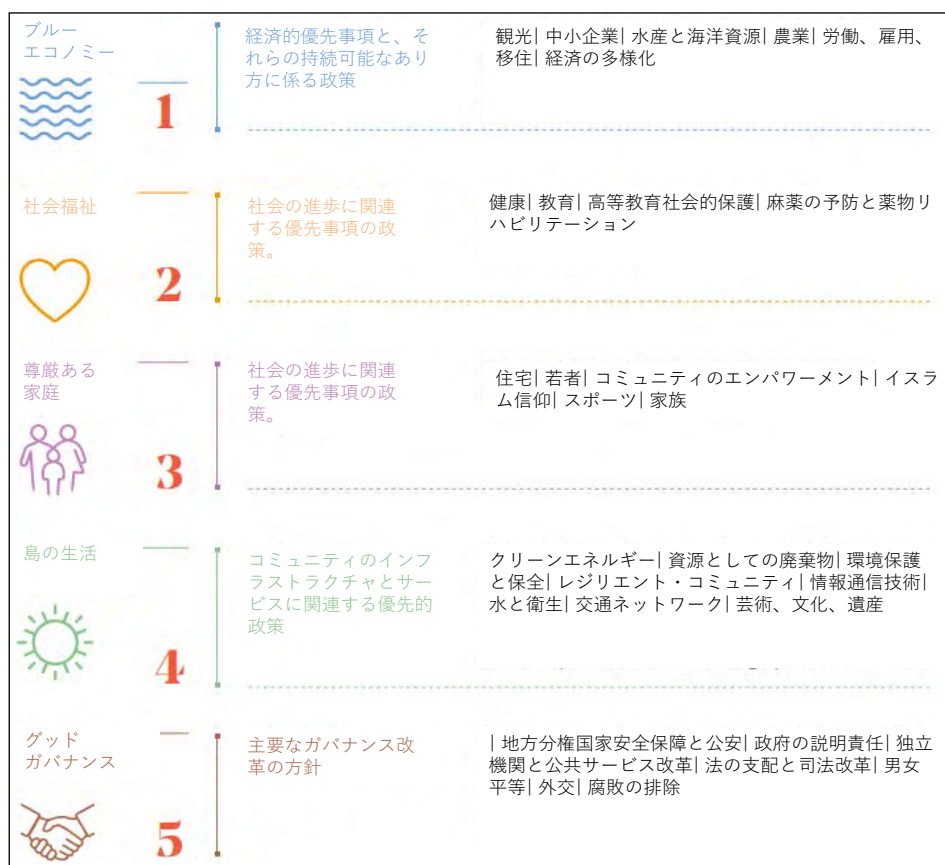 ブルー
エコノミー
1
経済的優先事項と、そ
れらの持続可能なあり
方に係る政策
観光| 中小企業| 水産と海洋資源| 農業| 労働、雇用、
移住| 経済の多様化
社会福祉
2
社会の進歩に関連
する優先事項の政
策。
健康| 教育| 高等教育社会的保護| 麻薬の予防と薬物リ
ハビリテーション
尊厳ある
家庭
3
社会の進歩に関連
する優先事項の政
策。
住宅| 若者| コミュニティのエンパワーメント| イスラ
ム信仰| スポーツ| 家族
島の生活
4
コミュニティのインフ
ラストラクチャとサー
ビスに関連する優先的
政策
クリーンエネルギー| 資源としての廃棄物| 環境保護
と保全| レジリエント・コミュニティ| 情報通信技術|
水と衛生| 交通ネットワーク| 芸術、文化、遺産
グッド
ガバナンス
5
主要なガバナンス改
革の方針
| 地方分権国家安全保障と公安| 政府の説明責任| 独立
機関と公共サービス改革| 法の支配と司法改革| 男女
平等| 外交| 腐敗の排除